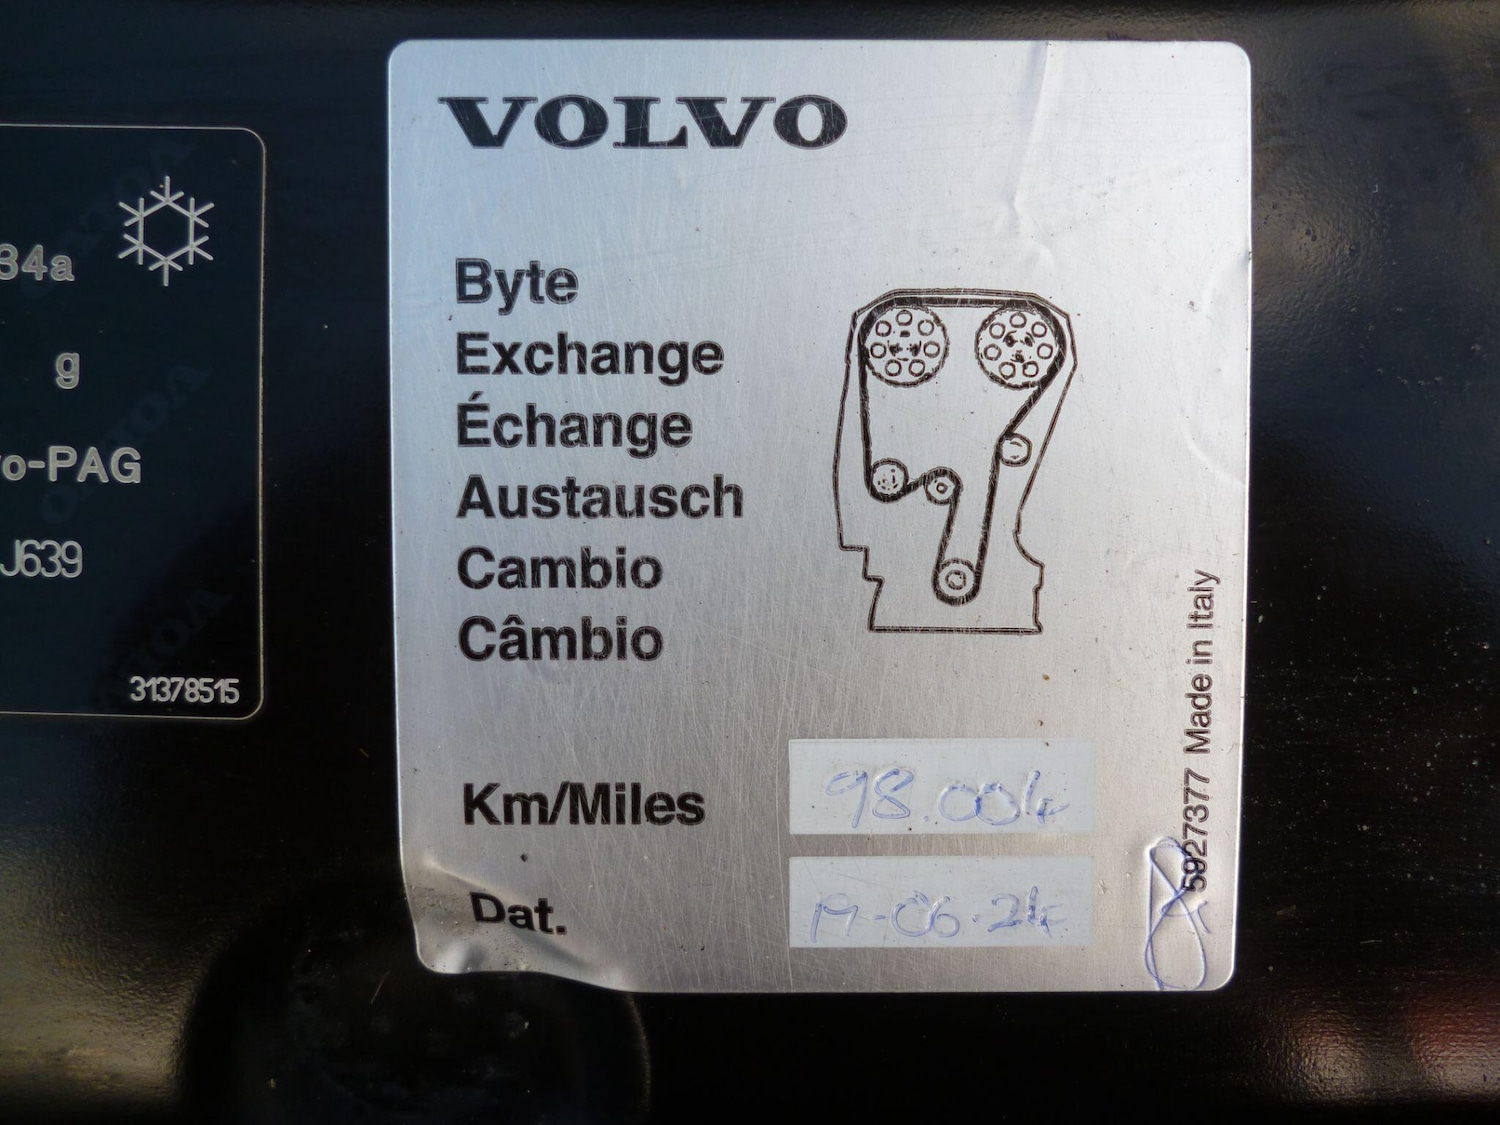 VOLVO
Byte
Exchange
Échange
Austausch
Cambio
Câmbio
Km/Miles 98.004
Dat. 19-06-24
5927377 Made in Italy
34a
g
vo-PAG
J639
31378515